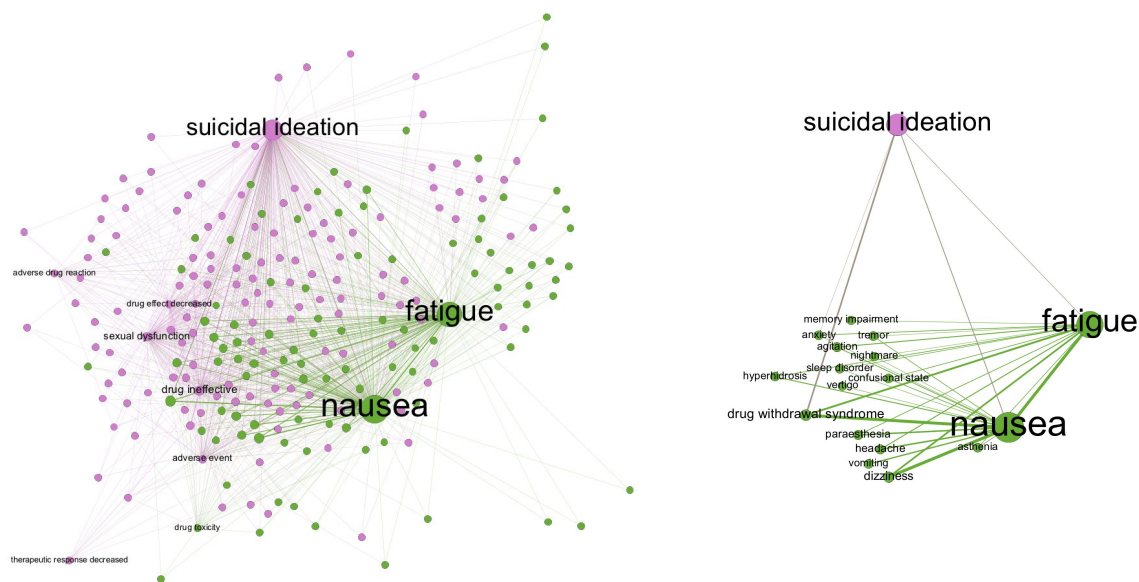 suicidal ideation
adverse drug reaction
drug effect decreased
fatigue
sexual dysfunction
drug ineffective
nausea
adverse event
drug toxicity
therapeutic response decreased
suicidal ideation
memory impairment
fatigue
anxiety
tremor
agitation
nightmare
sleep disorder
hyperhidrosis
confusional state
vertigo
drug withdrawal syndrome
nausea
paraesthesia
headache
asthenia
vomiting
dizziness